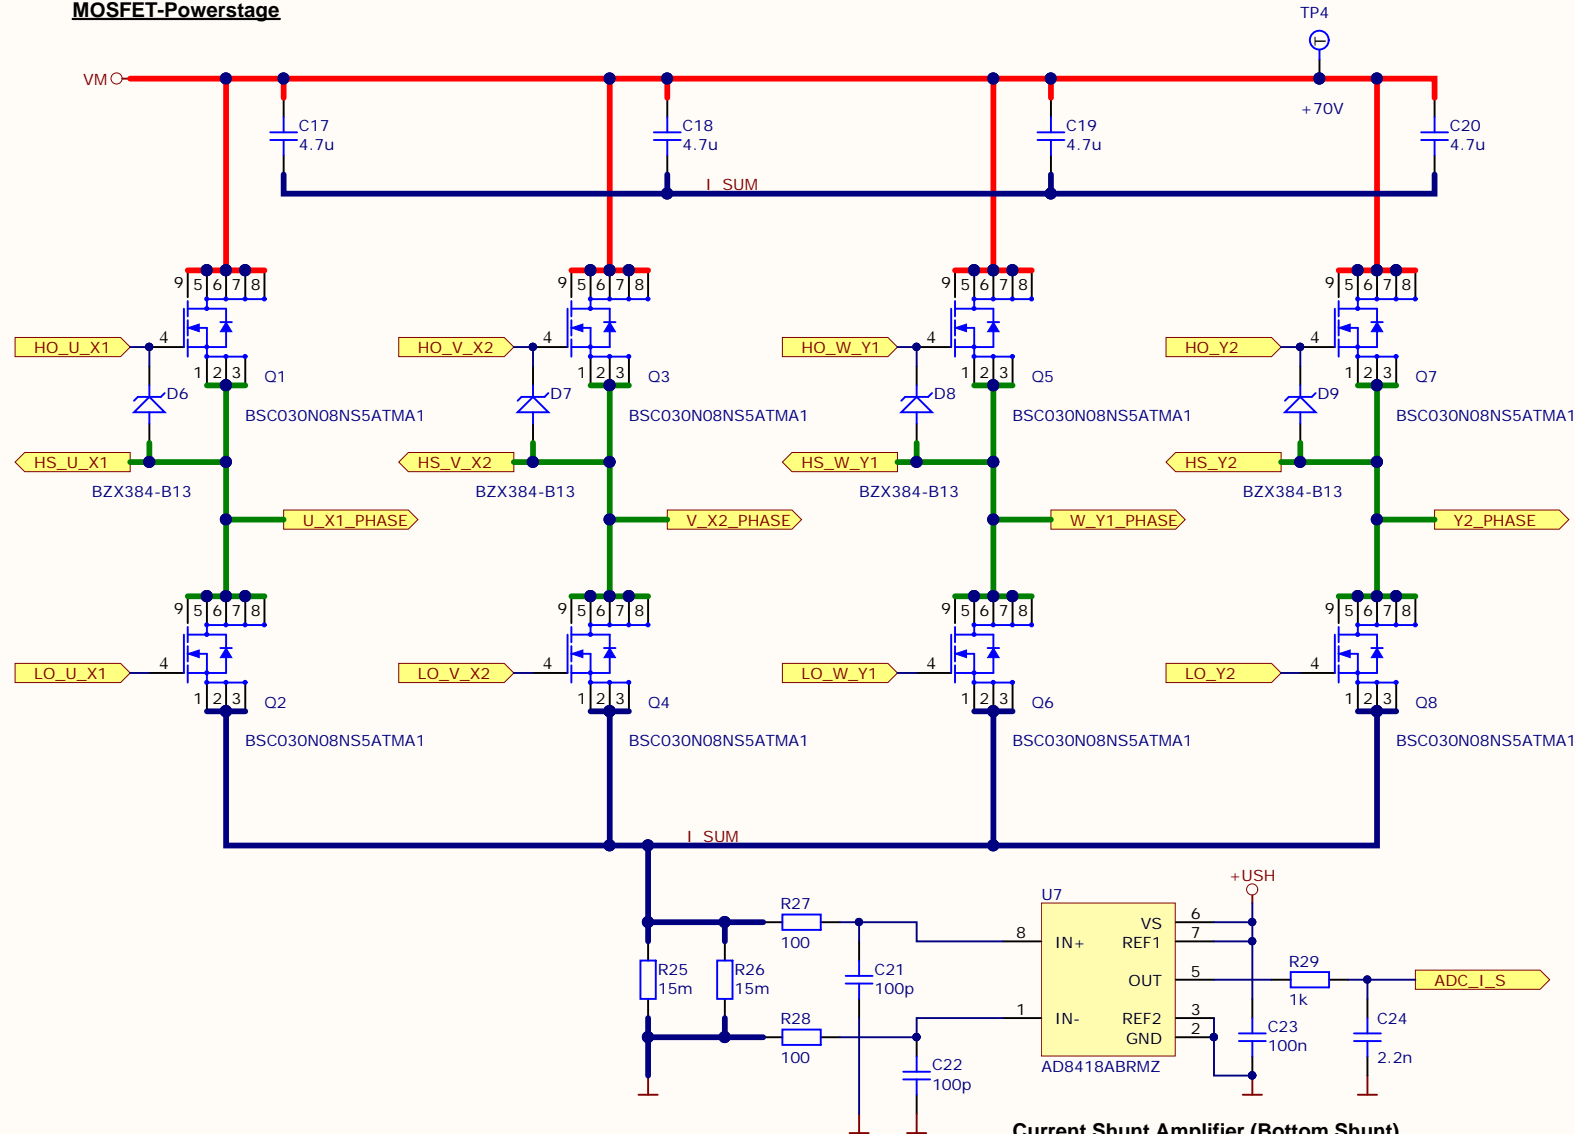 MOSFET-Powerstage
TP4
T
VM
+70V
C17
4.7u
C18
4.7u
C19
4.7u
C20
4.7u
I_SUM
9 5 6 7 8
9 5 6 7 8
9 5 6 7 8
9 5 6 7 8
HO_U_X1 4
HO_V_X2 4
HO_W_Y1 4
HO_Y2 4
1 2 3 Q1
1 2 3 Q3
1 2 3 Q5
1 2 3 Q7
D6
D7
D8
D9
BSC030N08NS5ATMA1
BSC030N08NS5ATMA1
BSC030N08NS5ATMA1
BSC030N08NS5ATMA1
HS_U_X1
HS_V_X2
HS_W_Y1
HS_Y2
BZX384-B13
BZX384-B13
BZX384-B13
BZX384-B13
U_X1_PHASE
V_X2_PHASE
W_Y1_PHASE
Y2_PHASE
9 5 6 7 8
9 5 6 7 8
9 5 6 7 8
9 5 6 7 8
LO_U_X1 4
LO_V_X2 4
LO_W_Y1 4
LO_Y2 4
1 2 3 Q2
1 2 3 Q4
1 2 3 Q6
1 2 3 Q8
BSC030N08NS5ATMA1
BSC030N08NS5ATMA1
BSC030N08NS5ATMA1
BSC030N08NS5ATMA1
I_SUM
+USH
R27
100
R25
15m
R26
15m
C21
100p
R28
100
C22
100p
U7
8 IN+
1 IN-
VS 6
REF1 7
OUT 5
REF2 3
GND 2
AD8418ABRMZ
R29
1k
ADC_I_S
C23
100n
C24
2.2n
Current Shunt Amplifier (Bottom Shunt)